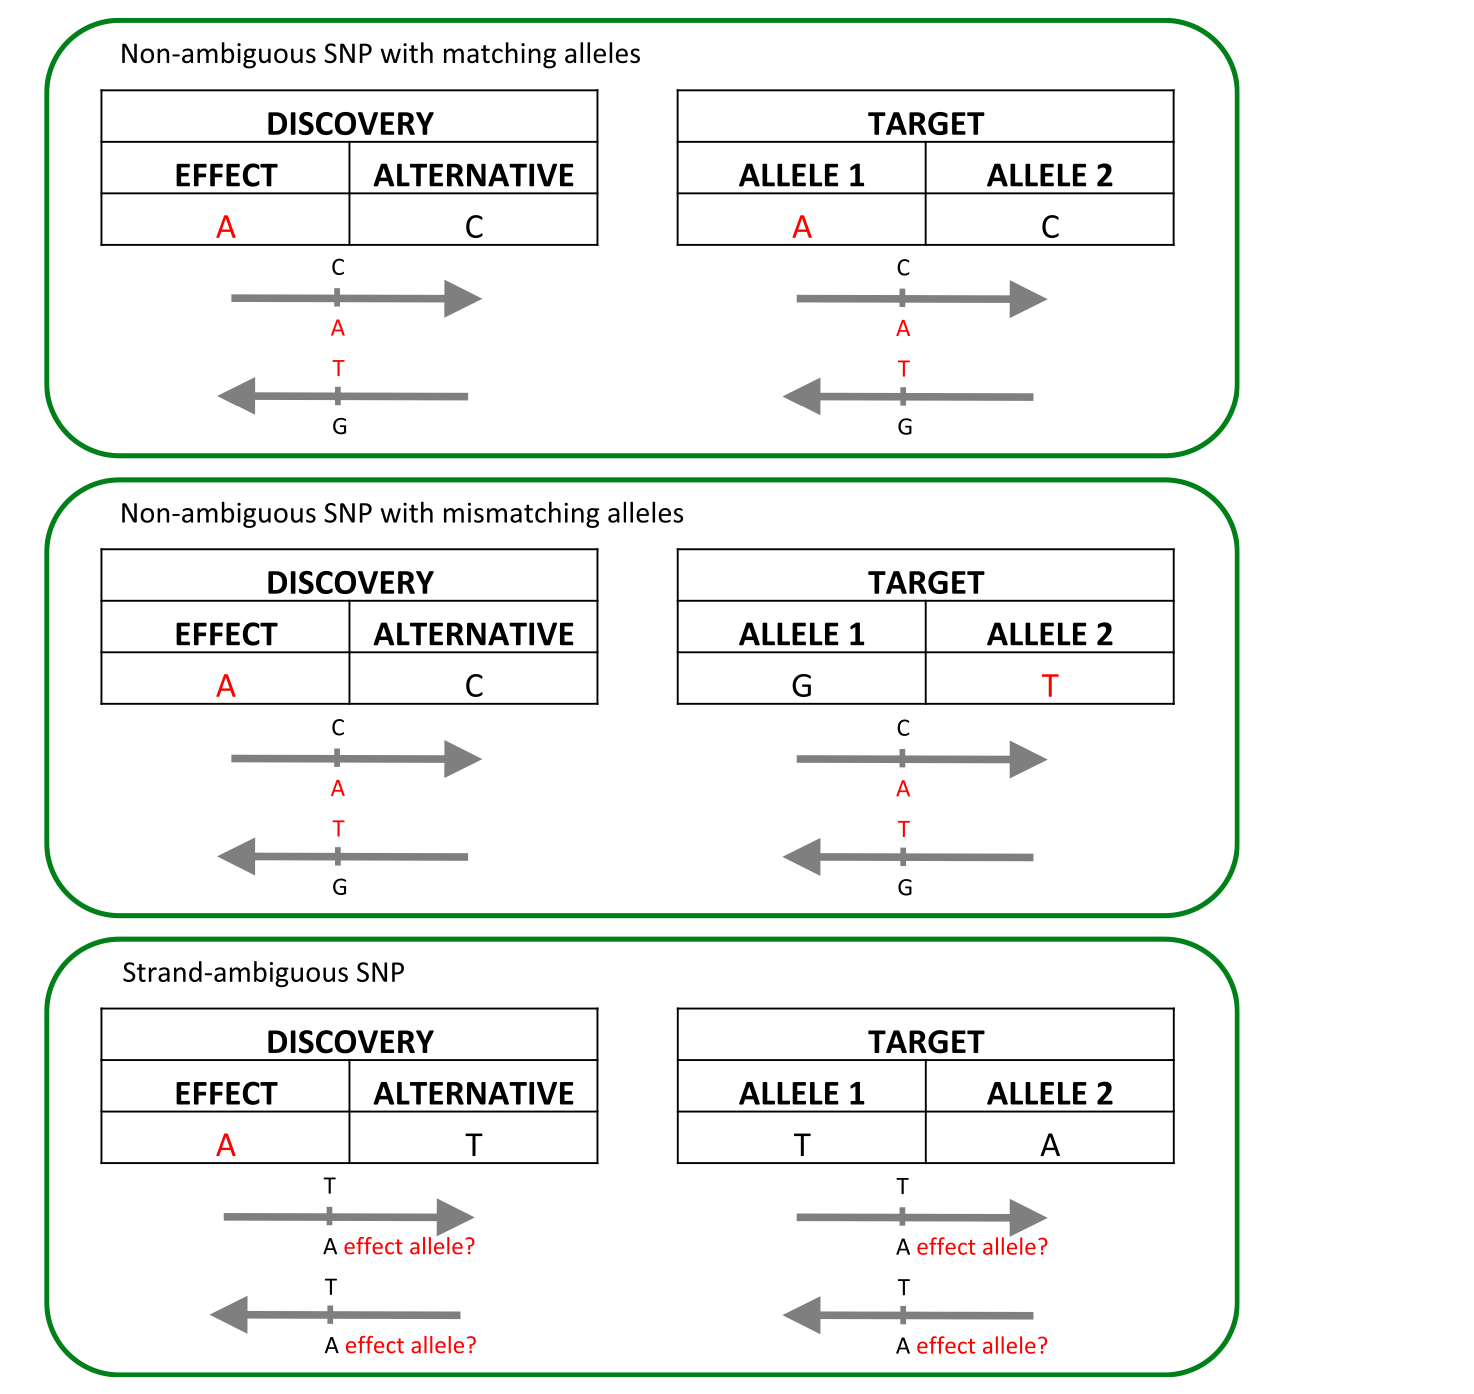 Non-ambiguous SNP with matching alleles
DISCOVERY TARGET
EFFECT ALTERNATIVE ALLELE 1 ALLELE 2
A C A C
C C
A A
T T
G G
Non-ambiguous SNP with mismatching alleles
DISCOVERY TARGET
EFFECT ALTERNATIVE ALLELE 1 ALLELE 2
A C G T
C C
A A
T T
G G
Strand-ambiguous SNP
DISCOVERY TARGET
EFFECT ALTERNATIVE ALLELE 1 ALLELE 2
A T T A
T T
A effect allele? A effect allele?
T T
A effect allele? A effect allele?